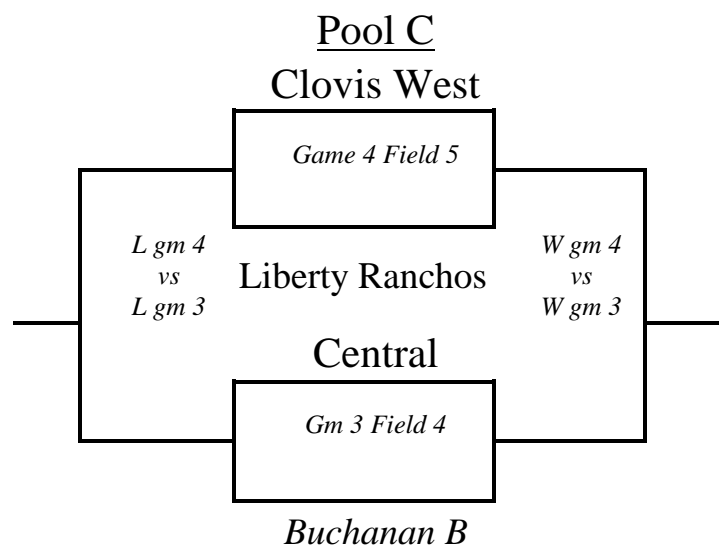 Pool C
Clovis West
Game 4 Field 5
L gm 4
vs
L gm 3
Liberty Ranchos
W gm 4
vs
W gm 3
Central
Gm 3 Field 4
Buchanan B